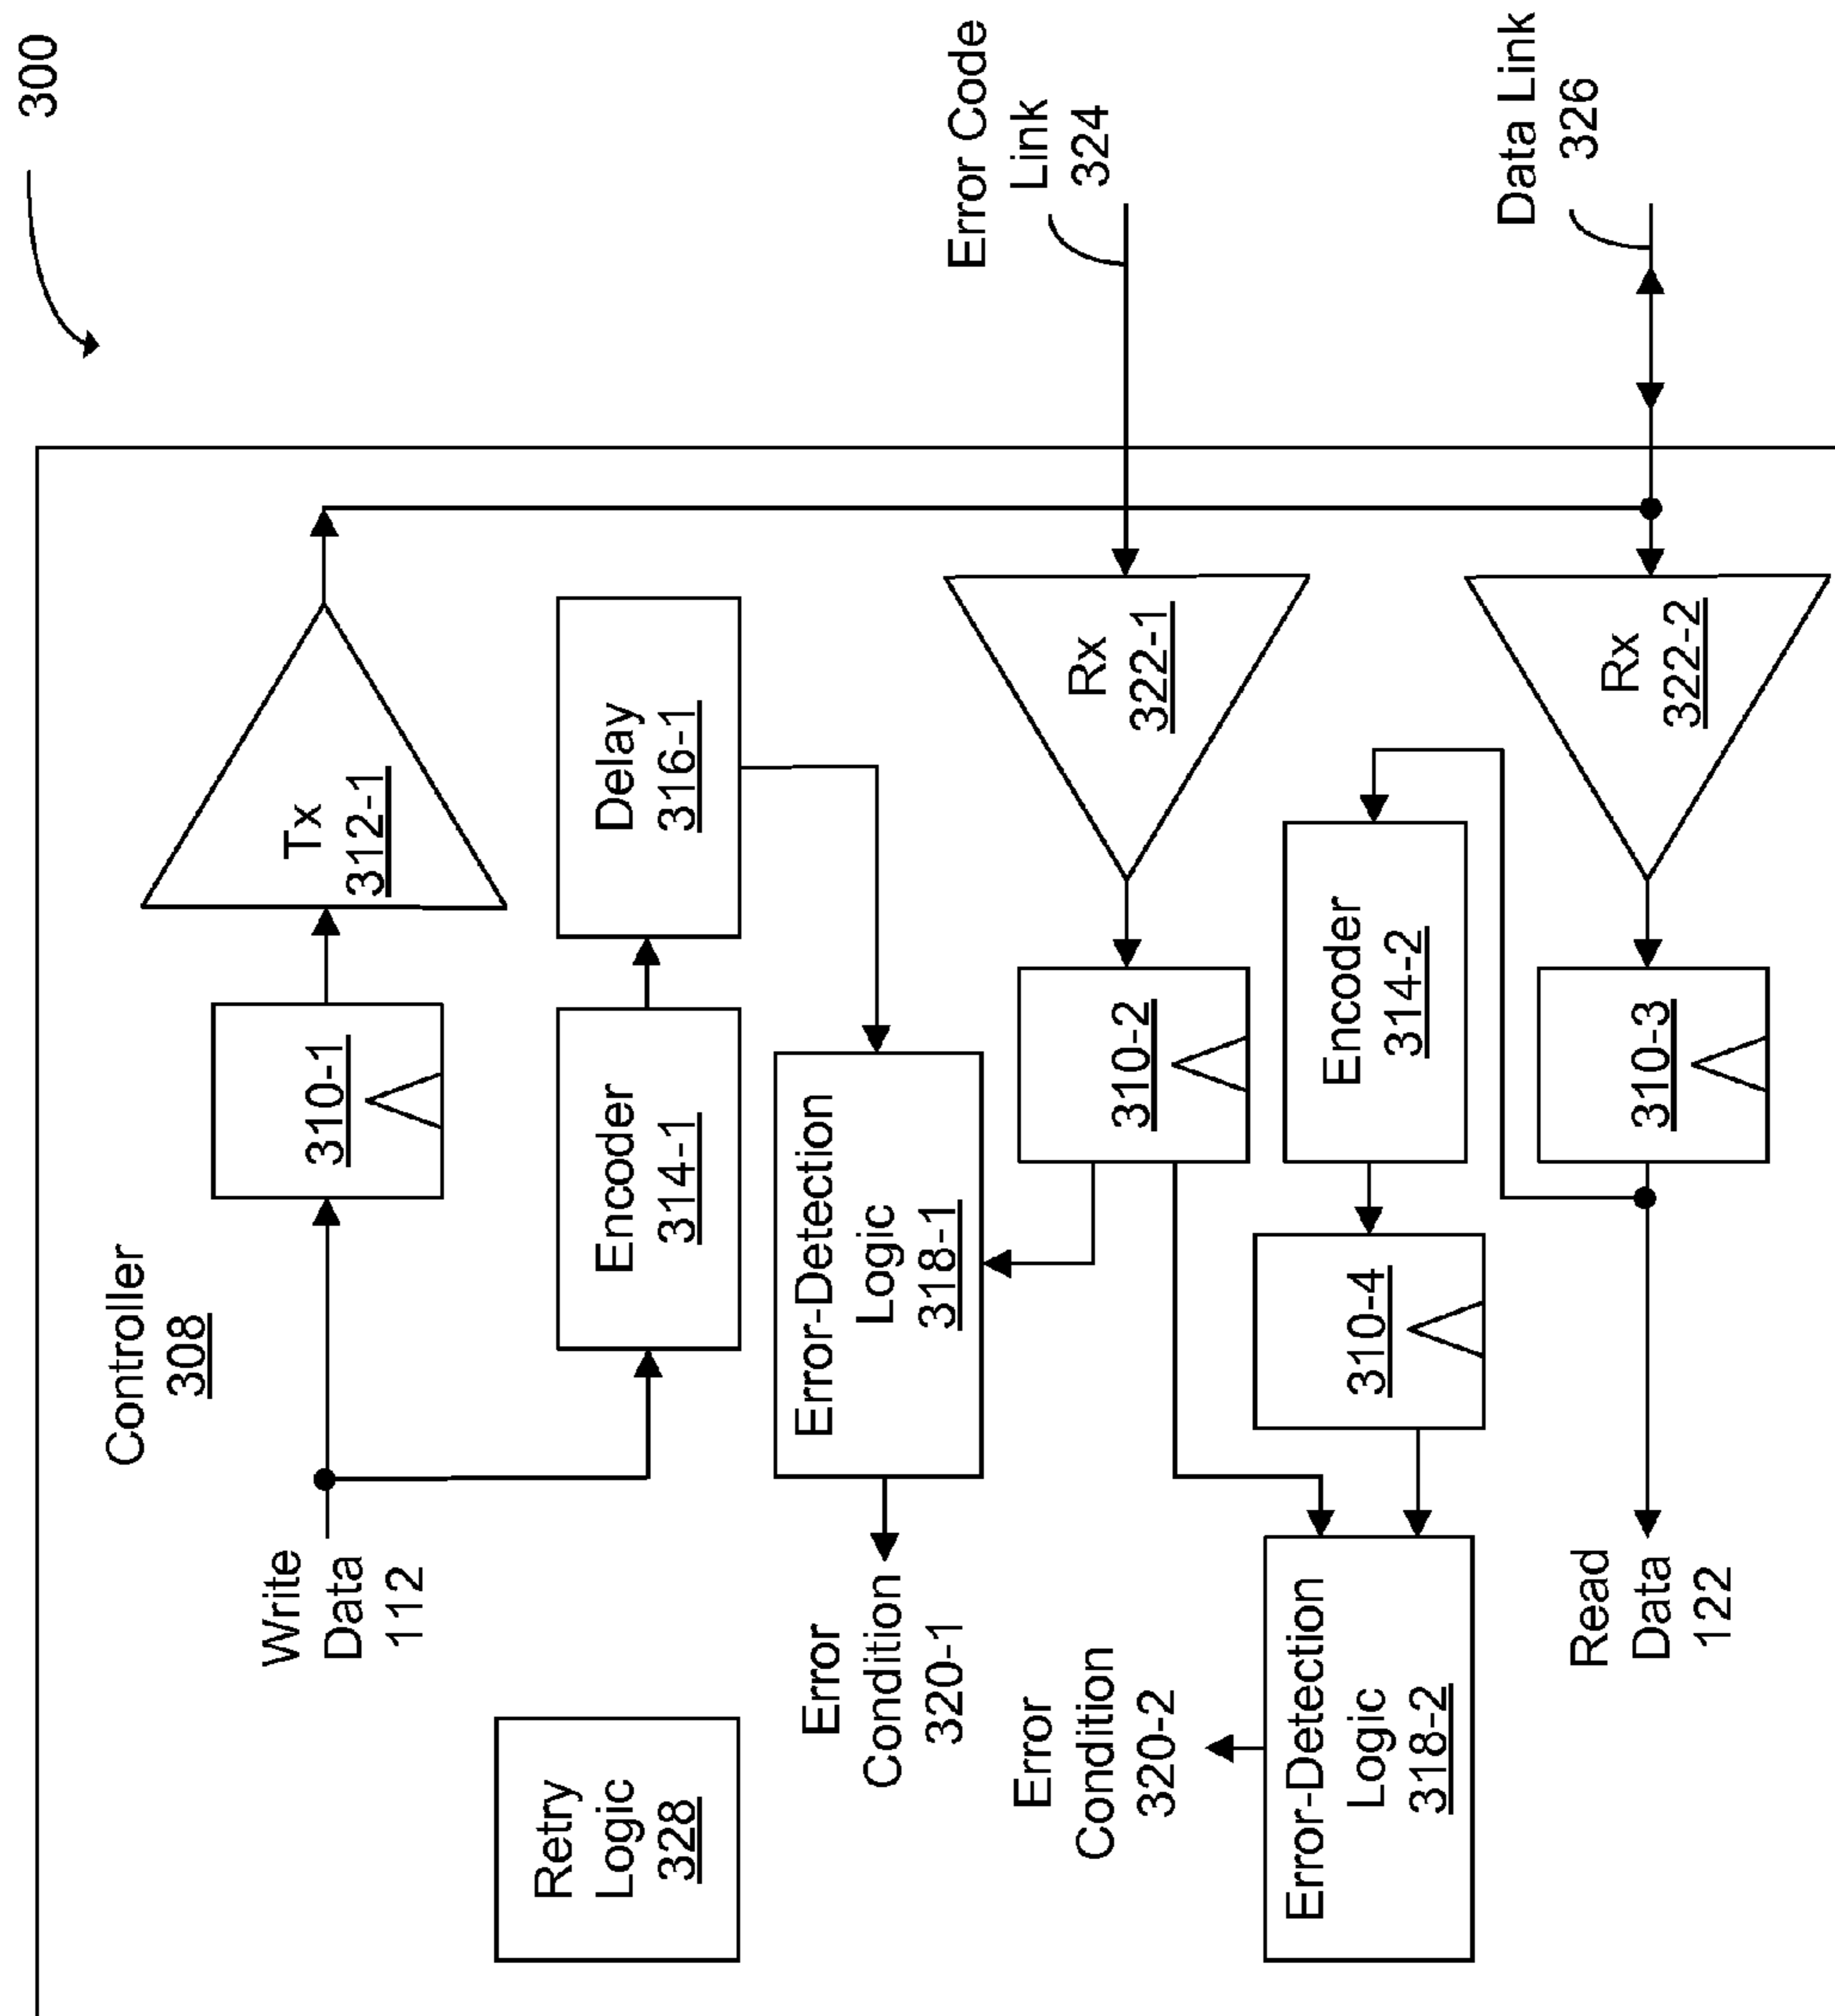 300
Controller
308
Write
Data
112
310-1
Tx
312-1
Retry
Logic
328
Encoder
314-1
Delay
316-1
Error
Condition
320-1
Error-Detection
Logic
318-1
Error Code
Link
324
Rx
322-1
310-2
Error
Condition
320-2
Error-Detection
Logic
318-2
310-4
Encoder
314-2
Data Link
326
Rx
322-2
310-3
Read
Data
122